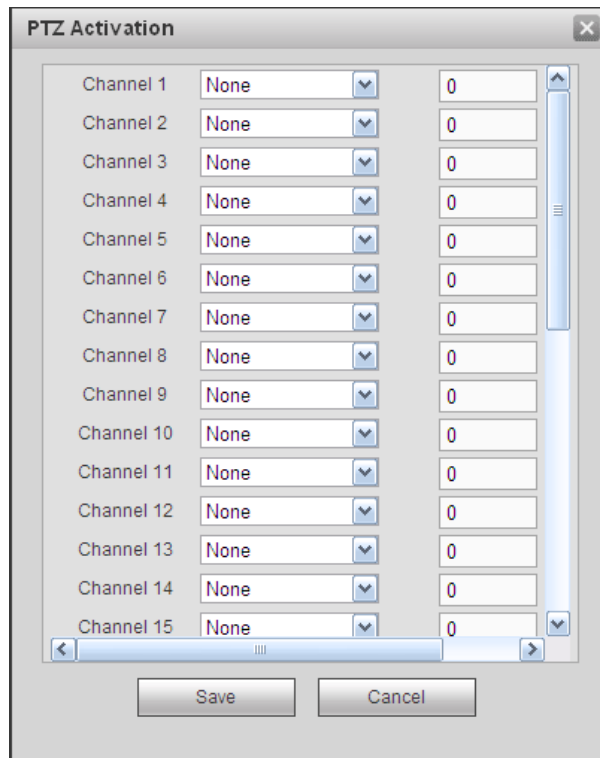 PTZ Activation
Channel 1 None 0
Channel 2 None 0
Channel 3 None 0
Channel 4 None 0
Channel 5 None 0
Channel 6 None 0
Channel 7 None 0
Channel 8 None 0
Channel 9 None 0
Channel 10 None 0
Channel 11 None 0
Channel 12 None 0
Channel 13 None 0
Channel 14 None 0
Channel 15 None 0
Save Cancel